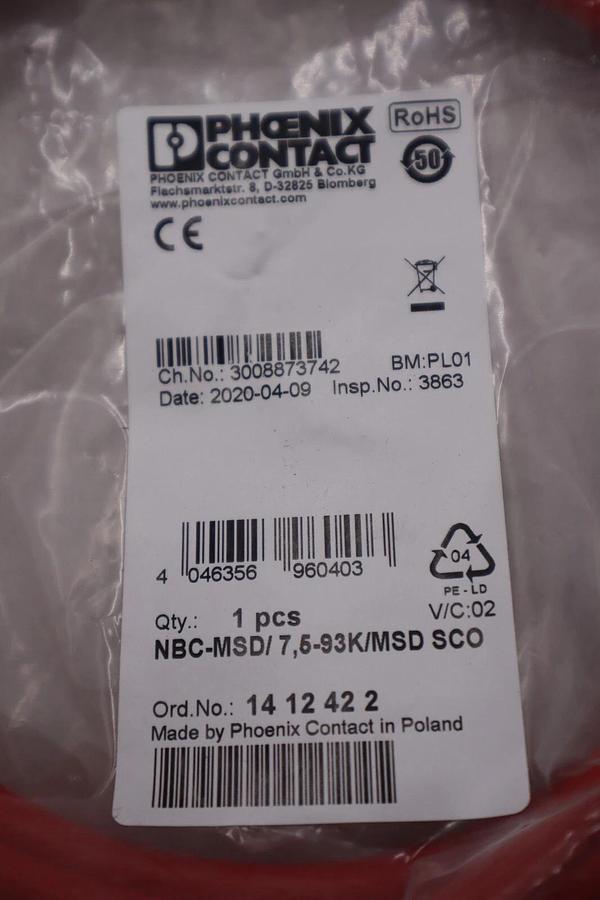 PHŒNIX
CONTACT
RoHS
50
PHOENIX CONTACT GmbH & Co.KG
Flachsmarktstr. 8, D-32825 Blomberg
www.phoenixcontact.com
CE
Ch.No.: 3008873742 BM:PL01
Date: 2020-04-09 Insp.No.: 3863
4 046356 960403
04
PE-LD
Qty.: 1 pcs V/C:02
NBC-MSD/ 7,5-93K/MSD SCO
Ord.No.: 14 12 42 2
Made by Phoenix Contact in Poland